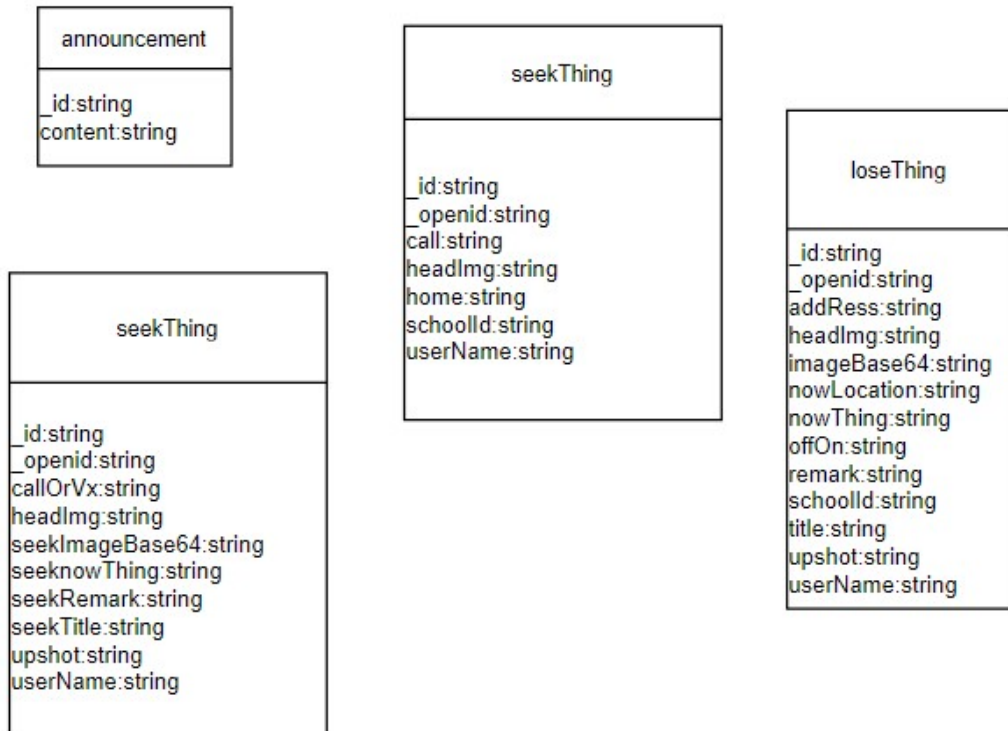 announcement
_id:string
content:string
seekThing
_id:string
_openid:string
call:string
headImg:string
home:string
schoolId:string
userName:string
loseThing
_id:string
_openid:string
addRess:string
headImg:string
imageBase64:string
nowLocation:string
nowThing:string
offOn:string
remark:string
schoolId:string
title:string
upshot:string
userName:string
seekThing
_id:string
_openid:string
callOrVx:string
headImg:string
seekImageBase64:string
seeknowThing:string
seekRemark:string
seekTitle:string
upshot:string
userName:string